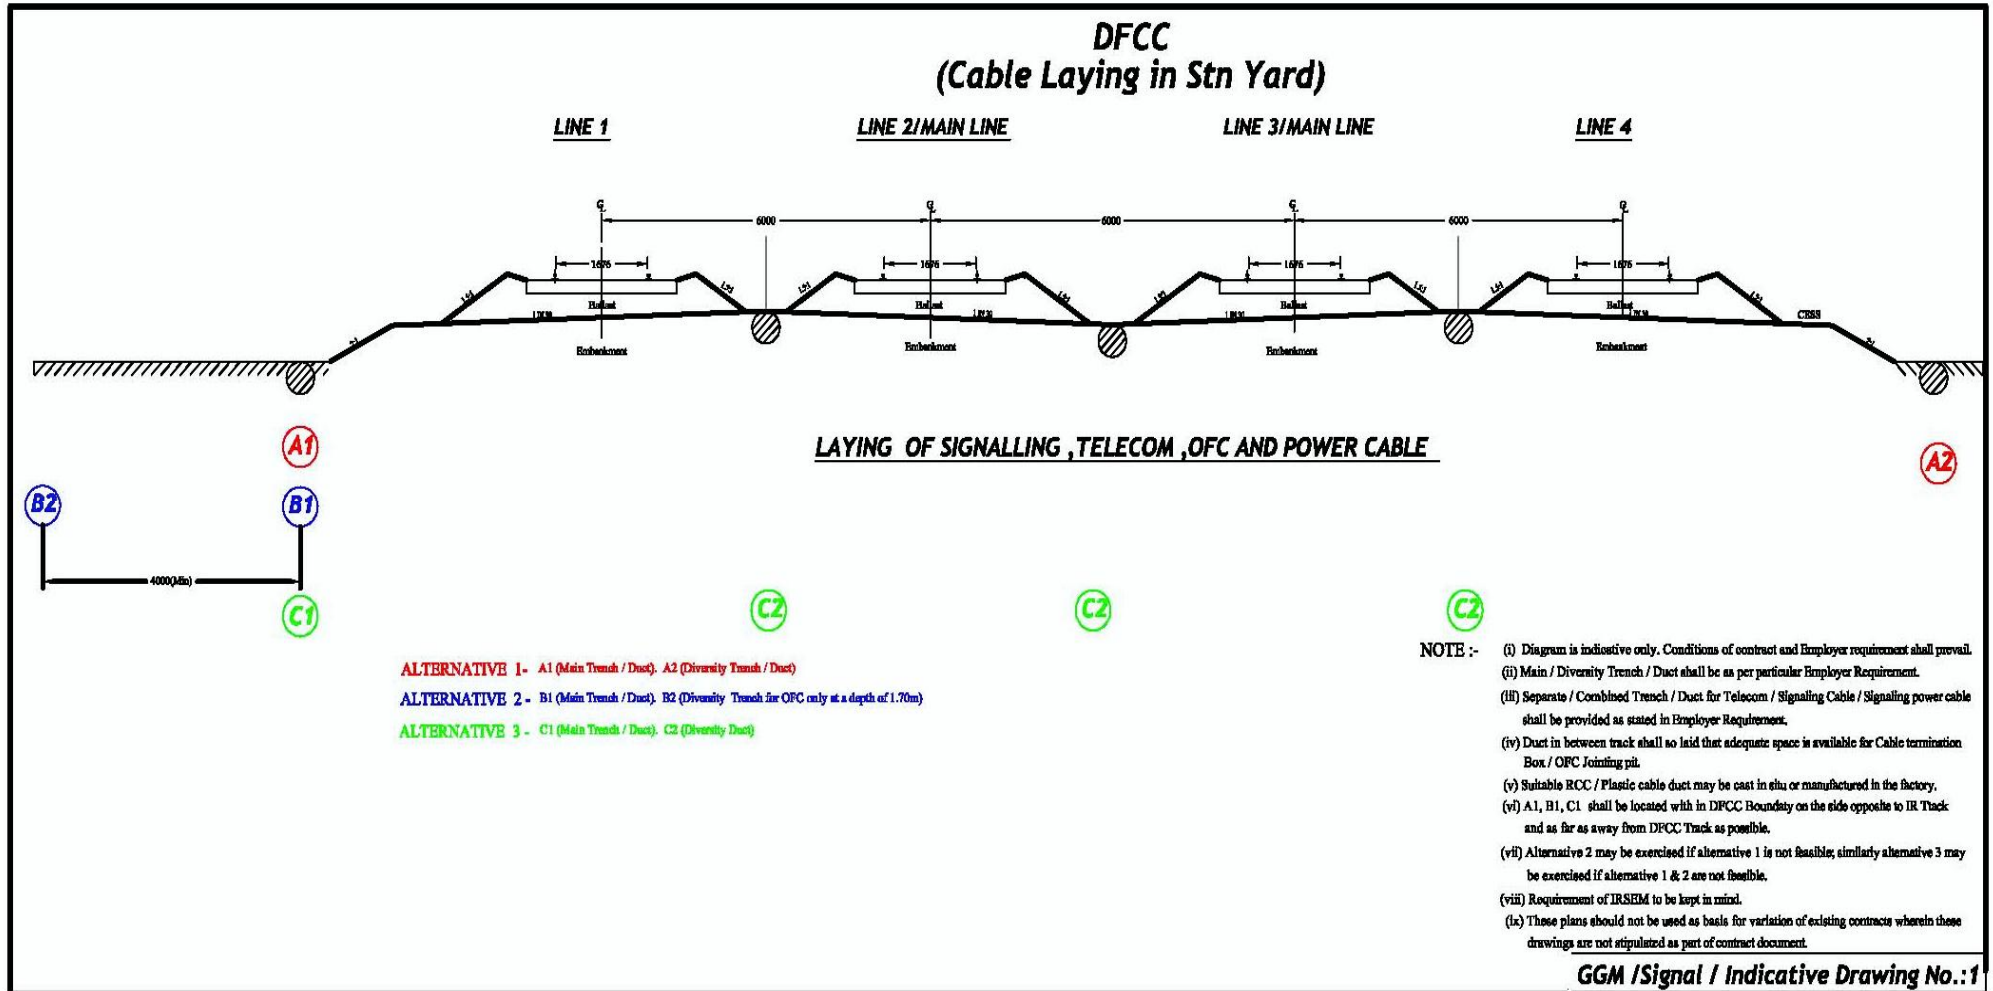 DFCC
(Cable Laying in Stn Yard)
LINE 1
LINE 2/MAIN LINE
LINE 3/MAIN LINE
LINE 4
6000
6000
6000
1676
1676
1676
1676
Ballast
Ballast
Ballast
Ballast
CESS
Embankment
Embankment
Embankment
Embankment
LAYING OF SIGNALLING ,TELECOM ,OFC AND POWER CABLE
A1
A2
B2
B1
4000(Min)
C1
C2
C2
C2
ALTERNATIVE 1- A1 (Main Trench / Duct). A2 (Diversity Trench / Duct)
ALTERNATIVE 2 - B1 (Main Trench / Duct). B2 (Diversity Trench for OFC only at a depth of 1.70m)
ALTERNATIVE 3 - C1 (Main Trench / Duct). C2 (Diversity Duct)
NOTE :- (i) Diagram is indicative only. Conditions of contract and Employer requirement shall prevail.
(ii) Main / Diversity Trench / Duct shall be as per particular Employer Requirement.
(iii) Separate / Combined Trench / Duct for Telecom / Signaling Cable / Signaling power cable
shall be provided as stated in Employer Requirement.
(iv) Duct in between track shall so laid that adequate space is available for Cable termination
Box / OFC Jointing pit.
(v) Suitable RCC / Plastic cable duct may be cast in situ or manufactured in the factory.
(vi) A1, B1, C1 shall be located with in DFCC Boundaty on the side opposite to IR Ttack
and as far as away from DFCC Track as possible.
(vii) Alternative 2 may be exercised if alternative 1 is not feasible; similarly alternative 3 may
be exercised if alternative 1 & 2 are not feasible.
(viii) Requirement of IRSEM to be kept in mind.
(ix) These plans should not be used as basis for variation of existing contracts wherein these
drawings are not stipulated as part of contract document.
GGM /Signal / Indicative Drawing No.:1